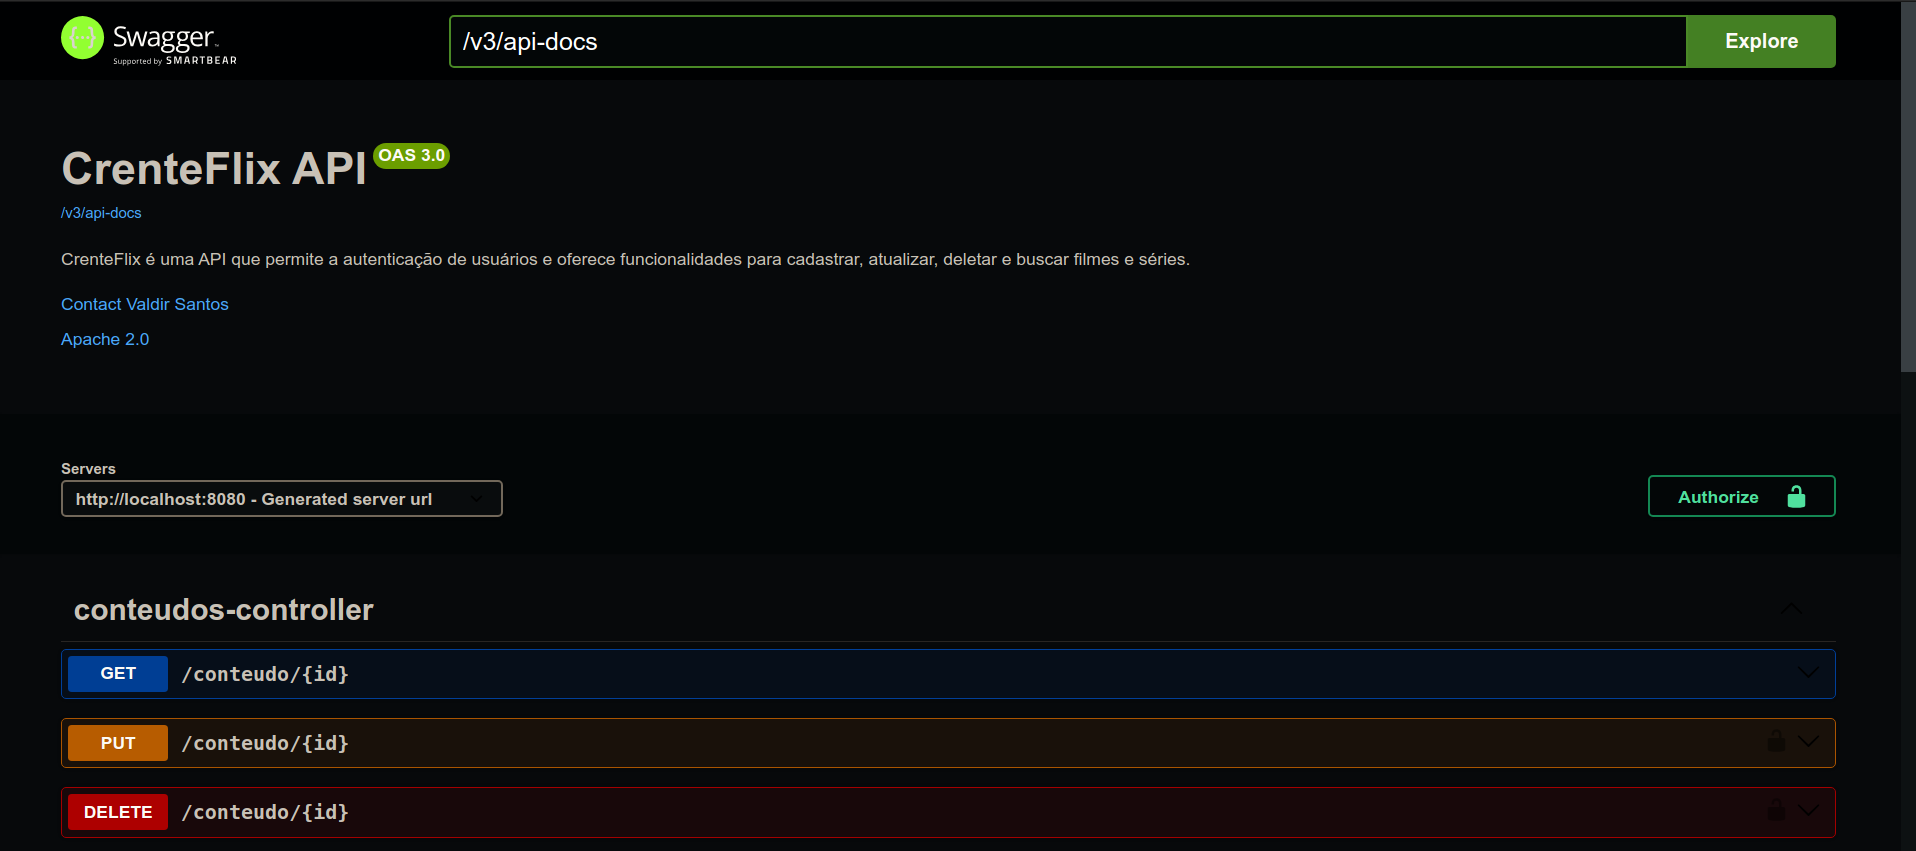 Swagger
Supported by SMARTBEAR
/v3/api-docs
Explore
CrenteFlix API
OAS 3.0
/v3/api-docs
CrenteFlix é uma API que permite a autenticação de usuários e oferece funcionalidades para cadastrar, atualizar, deletar e buscar filmes e séries.
Contact Valdir Santos
Apache 2.0
Servers
http://localhost:8080 - Generated server url
Authorize
conteudos-controller
GET /conteudo/{id}
PUT /conteudo/{id}
DELETE /conteudo/{id}